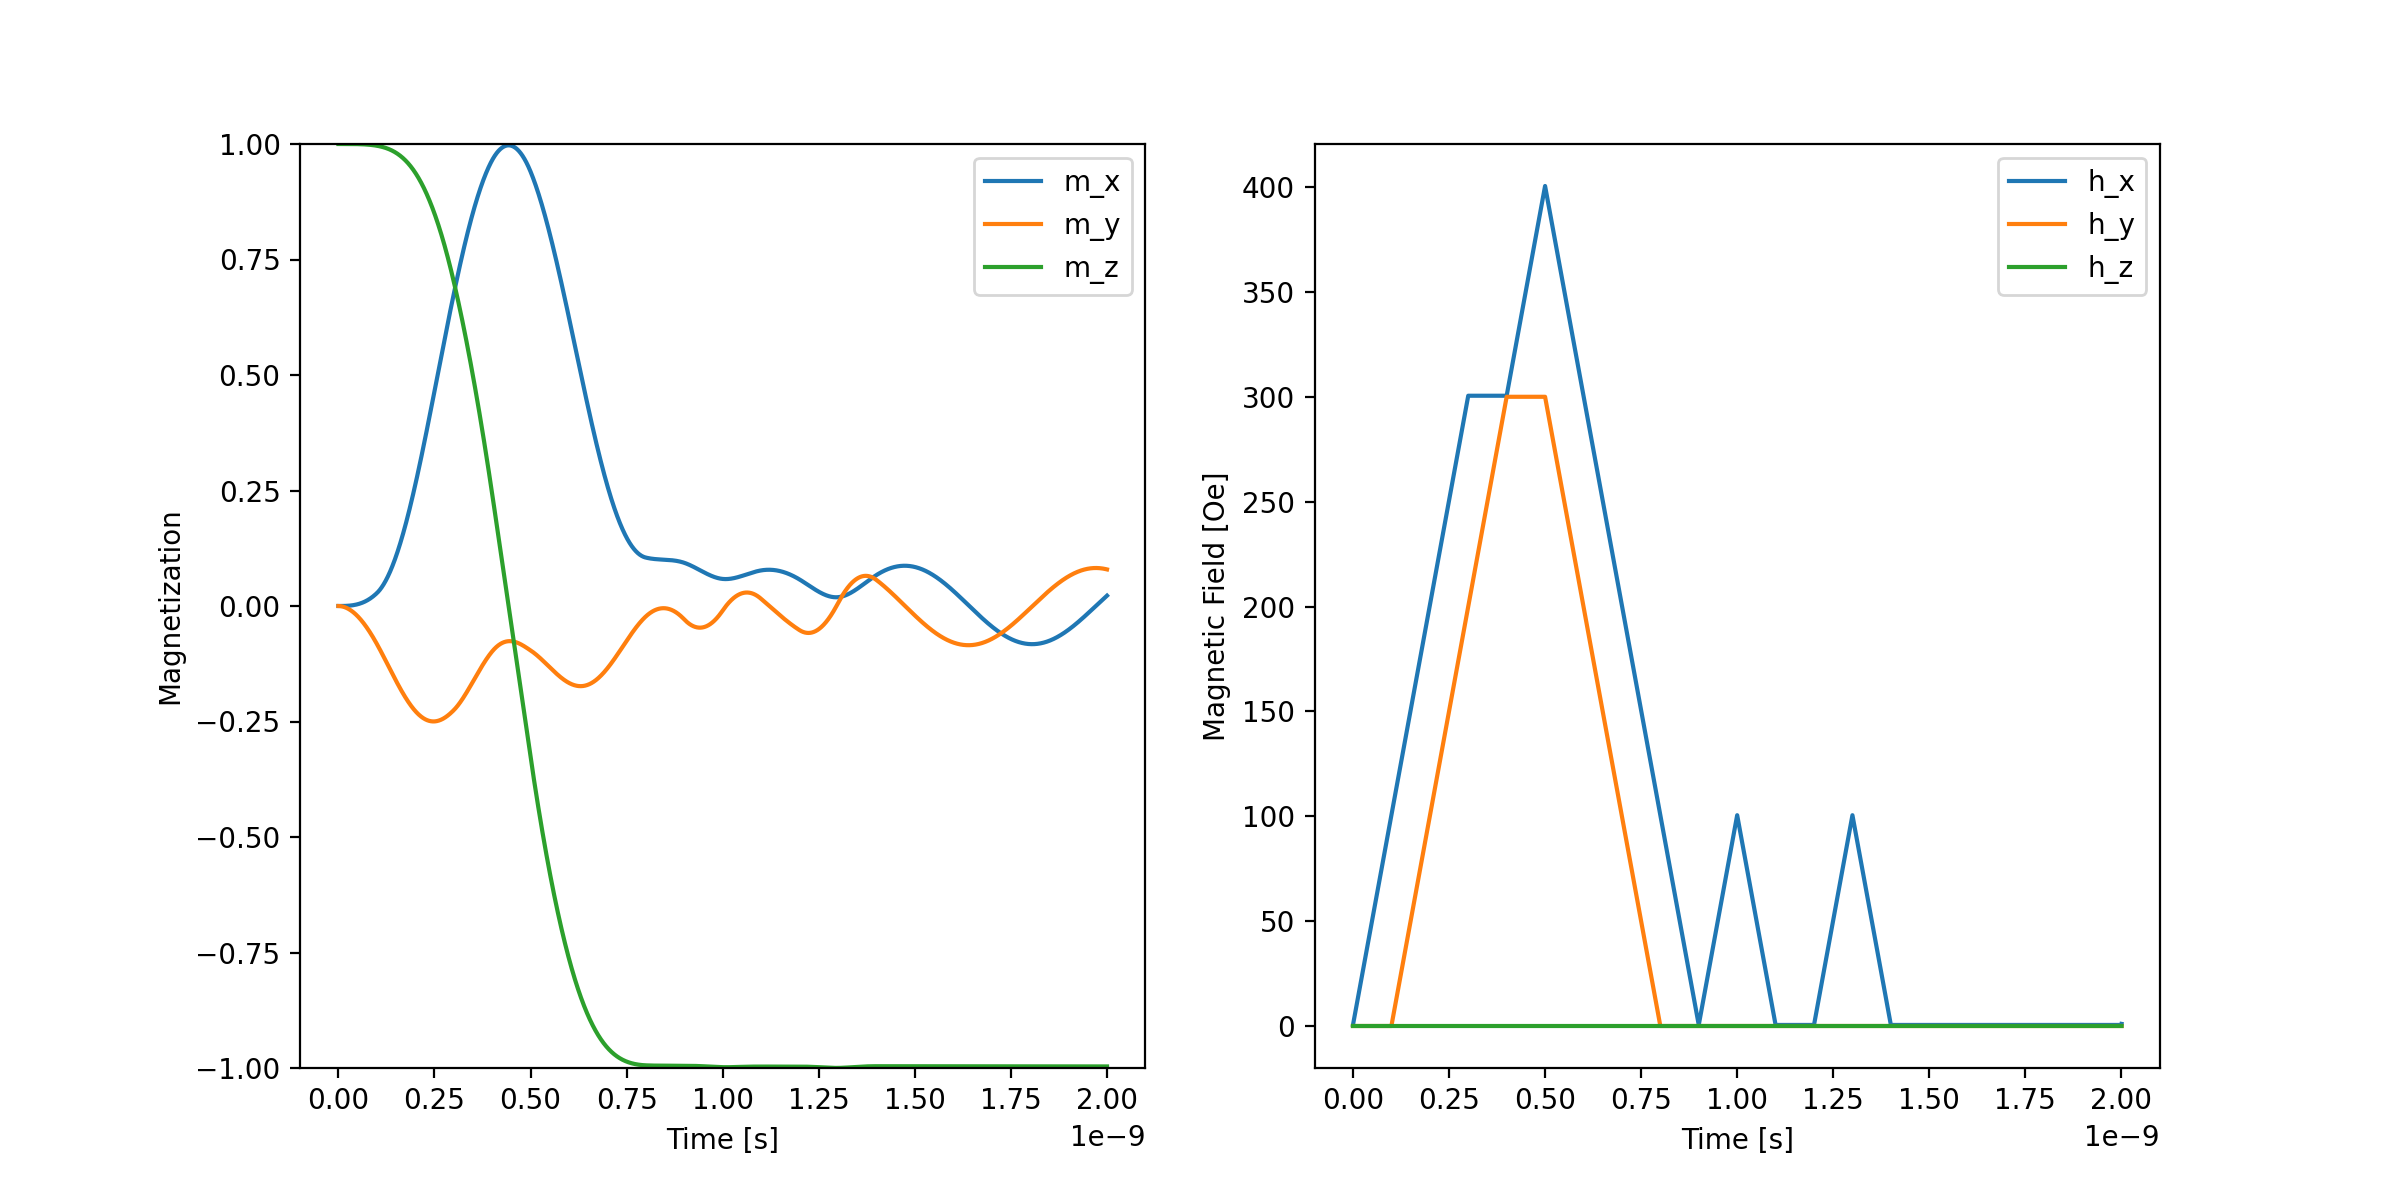 Magnetization
1.00
0.75
0.50
0.25
0.00
−0.25
−0.50
−0.75
−1.00
0.00 0.25 0.50 0.75 1.00 1.25 1.50 1.75 2.00
Time [s]
1e−9
m_x
m_y
m_z
Magnetic Field [Oe]
400
350
300
250
200
150
100
50
0
0.00 0.25 0.50 0.75 1.00 1.25 1.50 1.75 2.00
Time [s]
1e−9
h_x
h_y
h_z